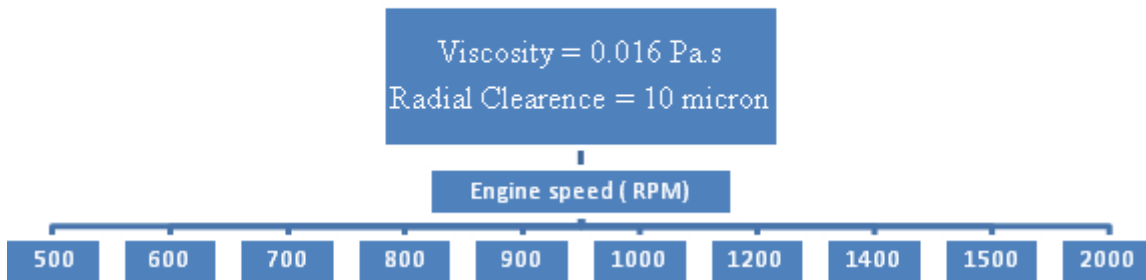 Viscosity = 0.016 Pa.s
Radial Clearence = 10 micron
Engine speed ( RPM)
500 600 700 800 900 1000 1200 1400 1500 2000